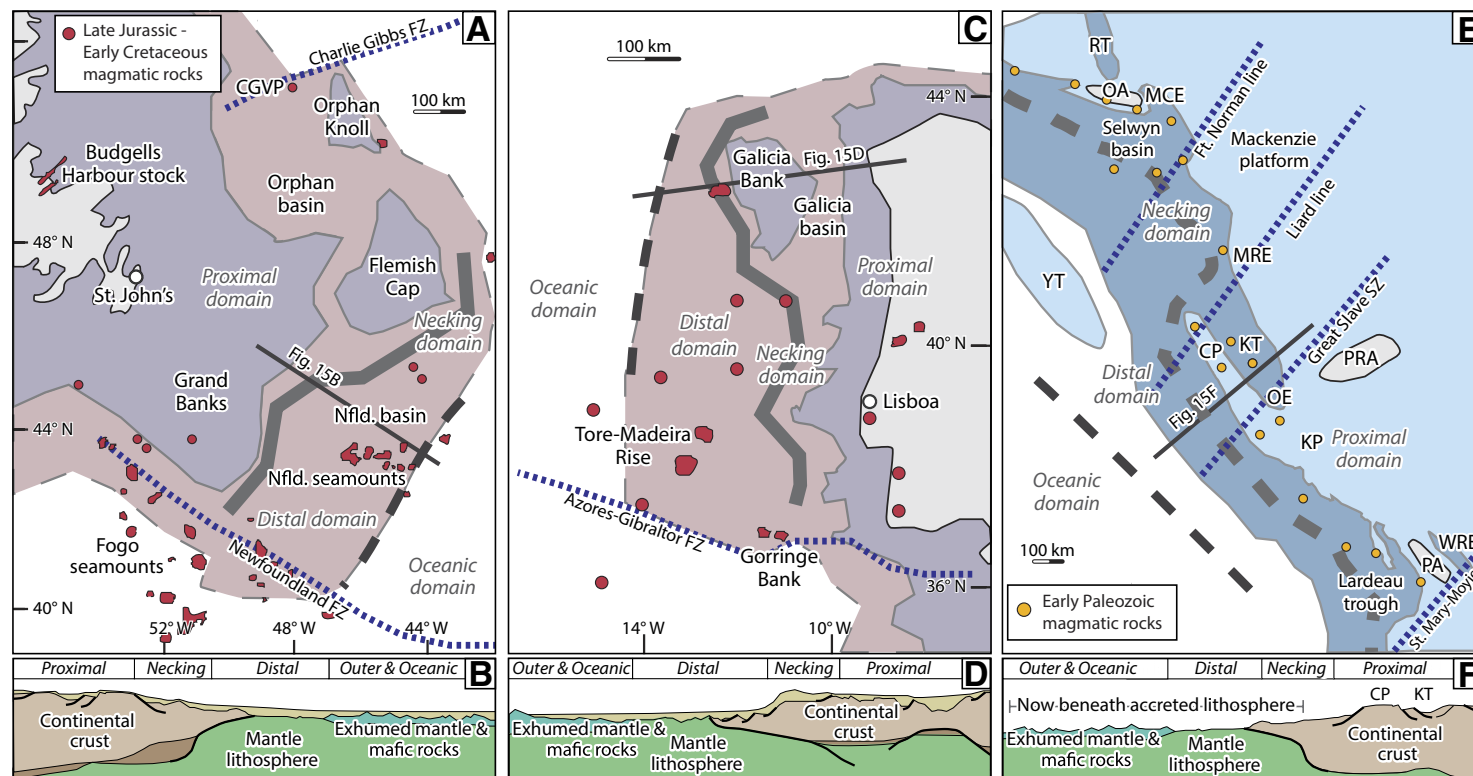 A
Late Jurassic -
Early Cretaceous
magmatic rocks
Charlie Gibbs FZ
CGVP
Orphan
Knoll
100 km
Budgells
Harbour stock
Orphan
basin
48° N
St. John's
Proximal
domain
Flemish
Cap
Necking
domain
Fig. 15B
Grand
Banks
Nfld. basin
44° N
Nfld. seamounts
Distal domain
Fogo
seamounts
Newfoundland FZ
Oceanic
domain
40° N
52° W
48° W
44° W
C
100 km
44° N
Galicia
Bank
Fig. 15D
Galicia
basin
Oceanic
domain
Proximal
domain
Distal
domain
Necking
domain
40° N
Lisboa
Tore-Madeira
Rise
Azores-Gibraltar FZ
Gorringe
Bank
36° N
14° W
10° W
E
RT
OA
MCE
Selwyn
basin
Ft. Norman line
Mackenzie
platform
Necking
domain
Liard line
MRE
YT
Great Slave SZ
CP
KT
PRA
Distal
domain
Fig. 15F
OE
KP
Proximal
domain
Oceanic
domain
100 km
Early Paleozoic
magmatic rocks
Lardeau
trough
PA
WRE
St. Mary-Moyie
Proximal
Necking
Distal
Outer & Oceanic
B
Continental
crust
Mantle
lithosphere
Exhumed mantle &
mafic rocks
Outer & Oceanic
Distal
Necking
Proximal
D
Exhumed mantle &
mafic rocks
Mantle
lithosphere
Continental
crust
Outer & Oceanic
Distal
Necking
Proximal
F
CP
KT
Now beneath accreted lithosphere
Exhumed mantle &
mafic rocks
Mantle
lithosphere
Continental
crust